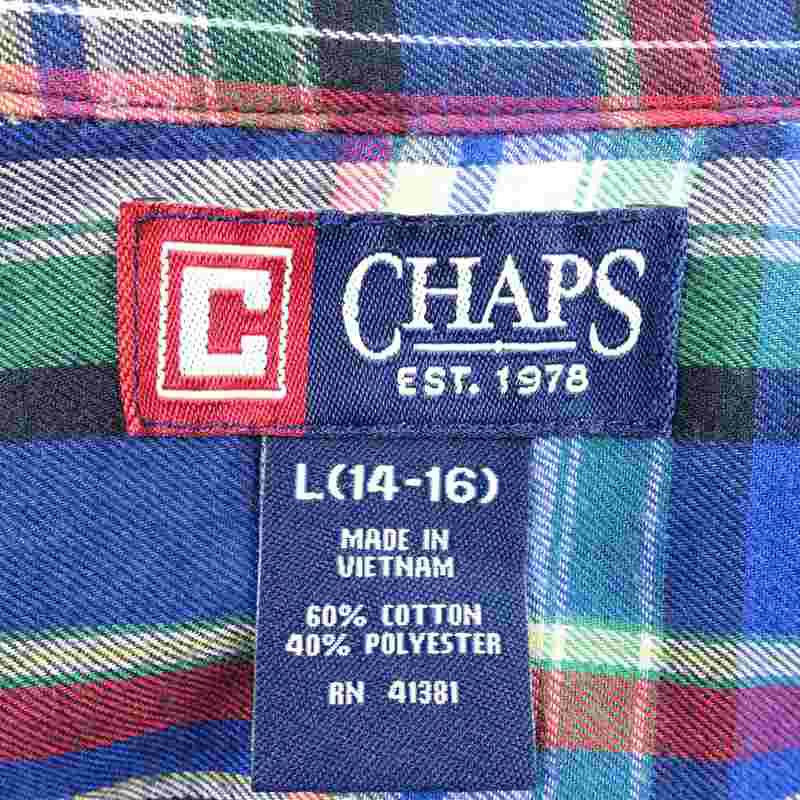 C
CHAPS
EST. 1978
L(14-16)
MADE IN
VIETNAM
60% COTTON
40% POLYESTER
RN 41381